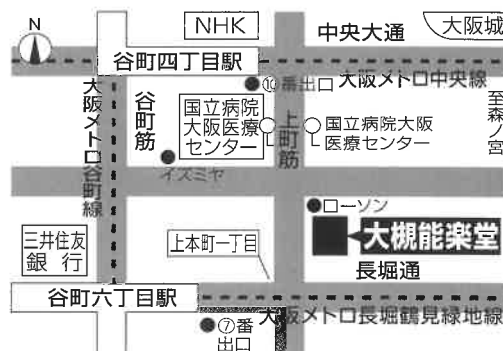 N
NHK
中央大通
大阪城
谷町四丁目駅
⑩番出口
大阪メトロ中央線
大阪メトロ谷町線
谷町筋
国立病院
大阪医療
センター
上町筋
国立病院大阪
医療センター
至森ノ宮
イズミヤ
ローソン
三井住友
銀行
上本町一丁目
大槻能楽堂
長堀通
谷町六丁目駅
大阪メトロ長堀鶴見緑地線
⑦番
出口